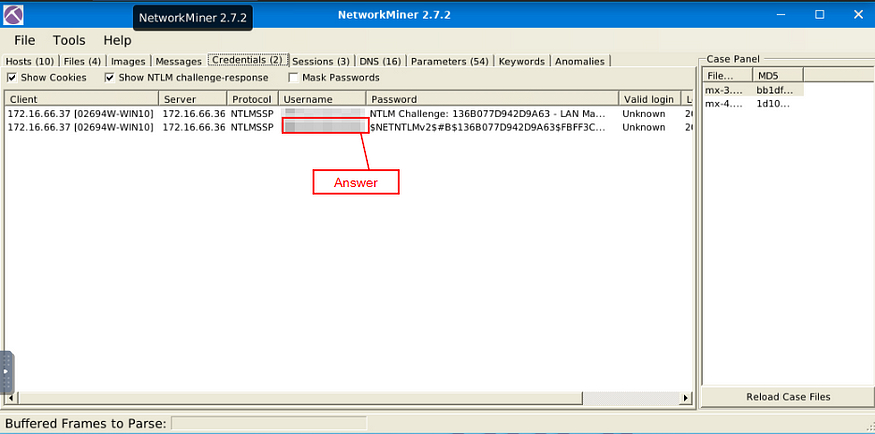 NetworkMiner 2.7.2
NetworkMiner 2.7.2
File Tools Help
Hosts (10) Files (4) Images Messages Credentials (2) Sessions (3) DNS (16) Parameters (54) Keywords Anomalies
Show Cookies Show NTLM challenge-response Mask Passwords
Client Server Protocol Username Password Valid login L
172.16.66.37 [02694W-WIN10] 172.16.66.36 NTLMSSP NTLM Challenge: 136B077D942D9A63 - LAN Ma... Unknown 20
172.16.66.37 [02694W-WIN10] 172.16.66.36 NTLMSSP $NETNTLMv2$#B$136B077D942D9A63$FBFF3C... Unknown 20
Answer
Case Panel
File... MD5
mx-3.... bb1df...
mx-4.... 1d10...
Reload Case Files
Buffered Frames to Parse: